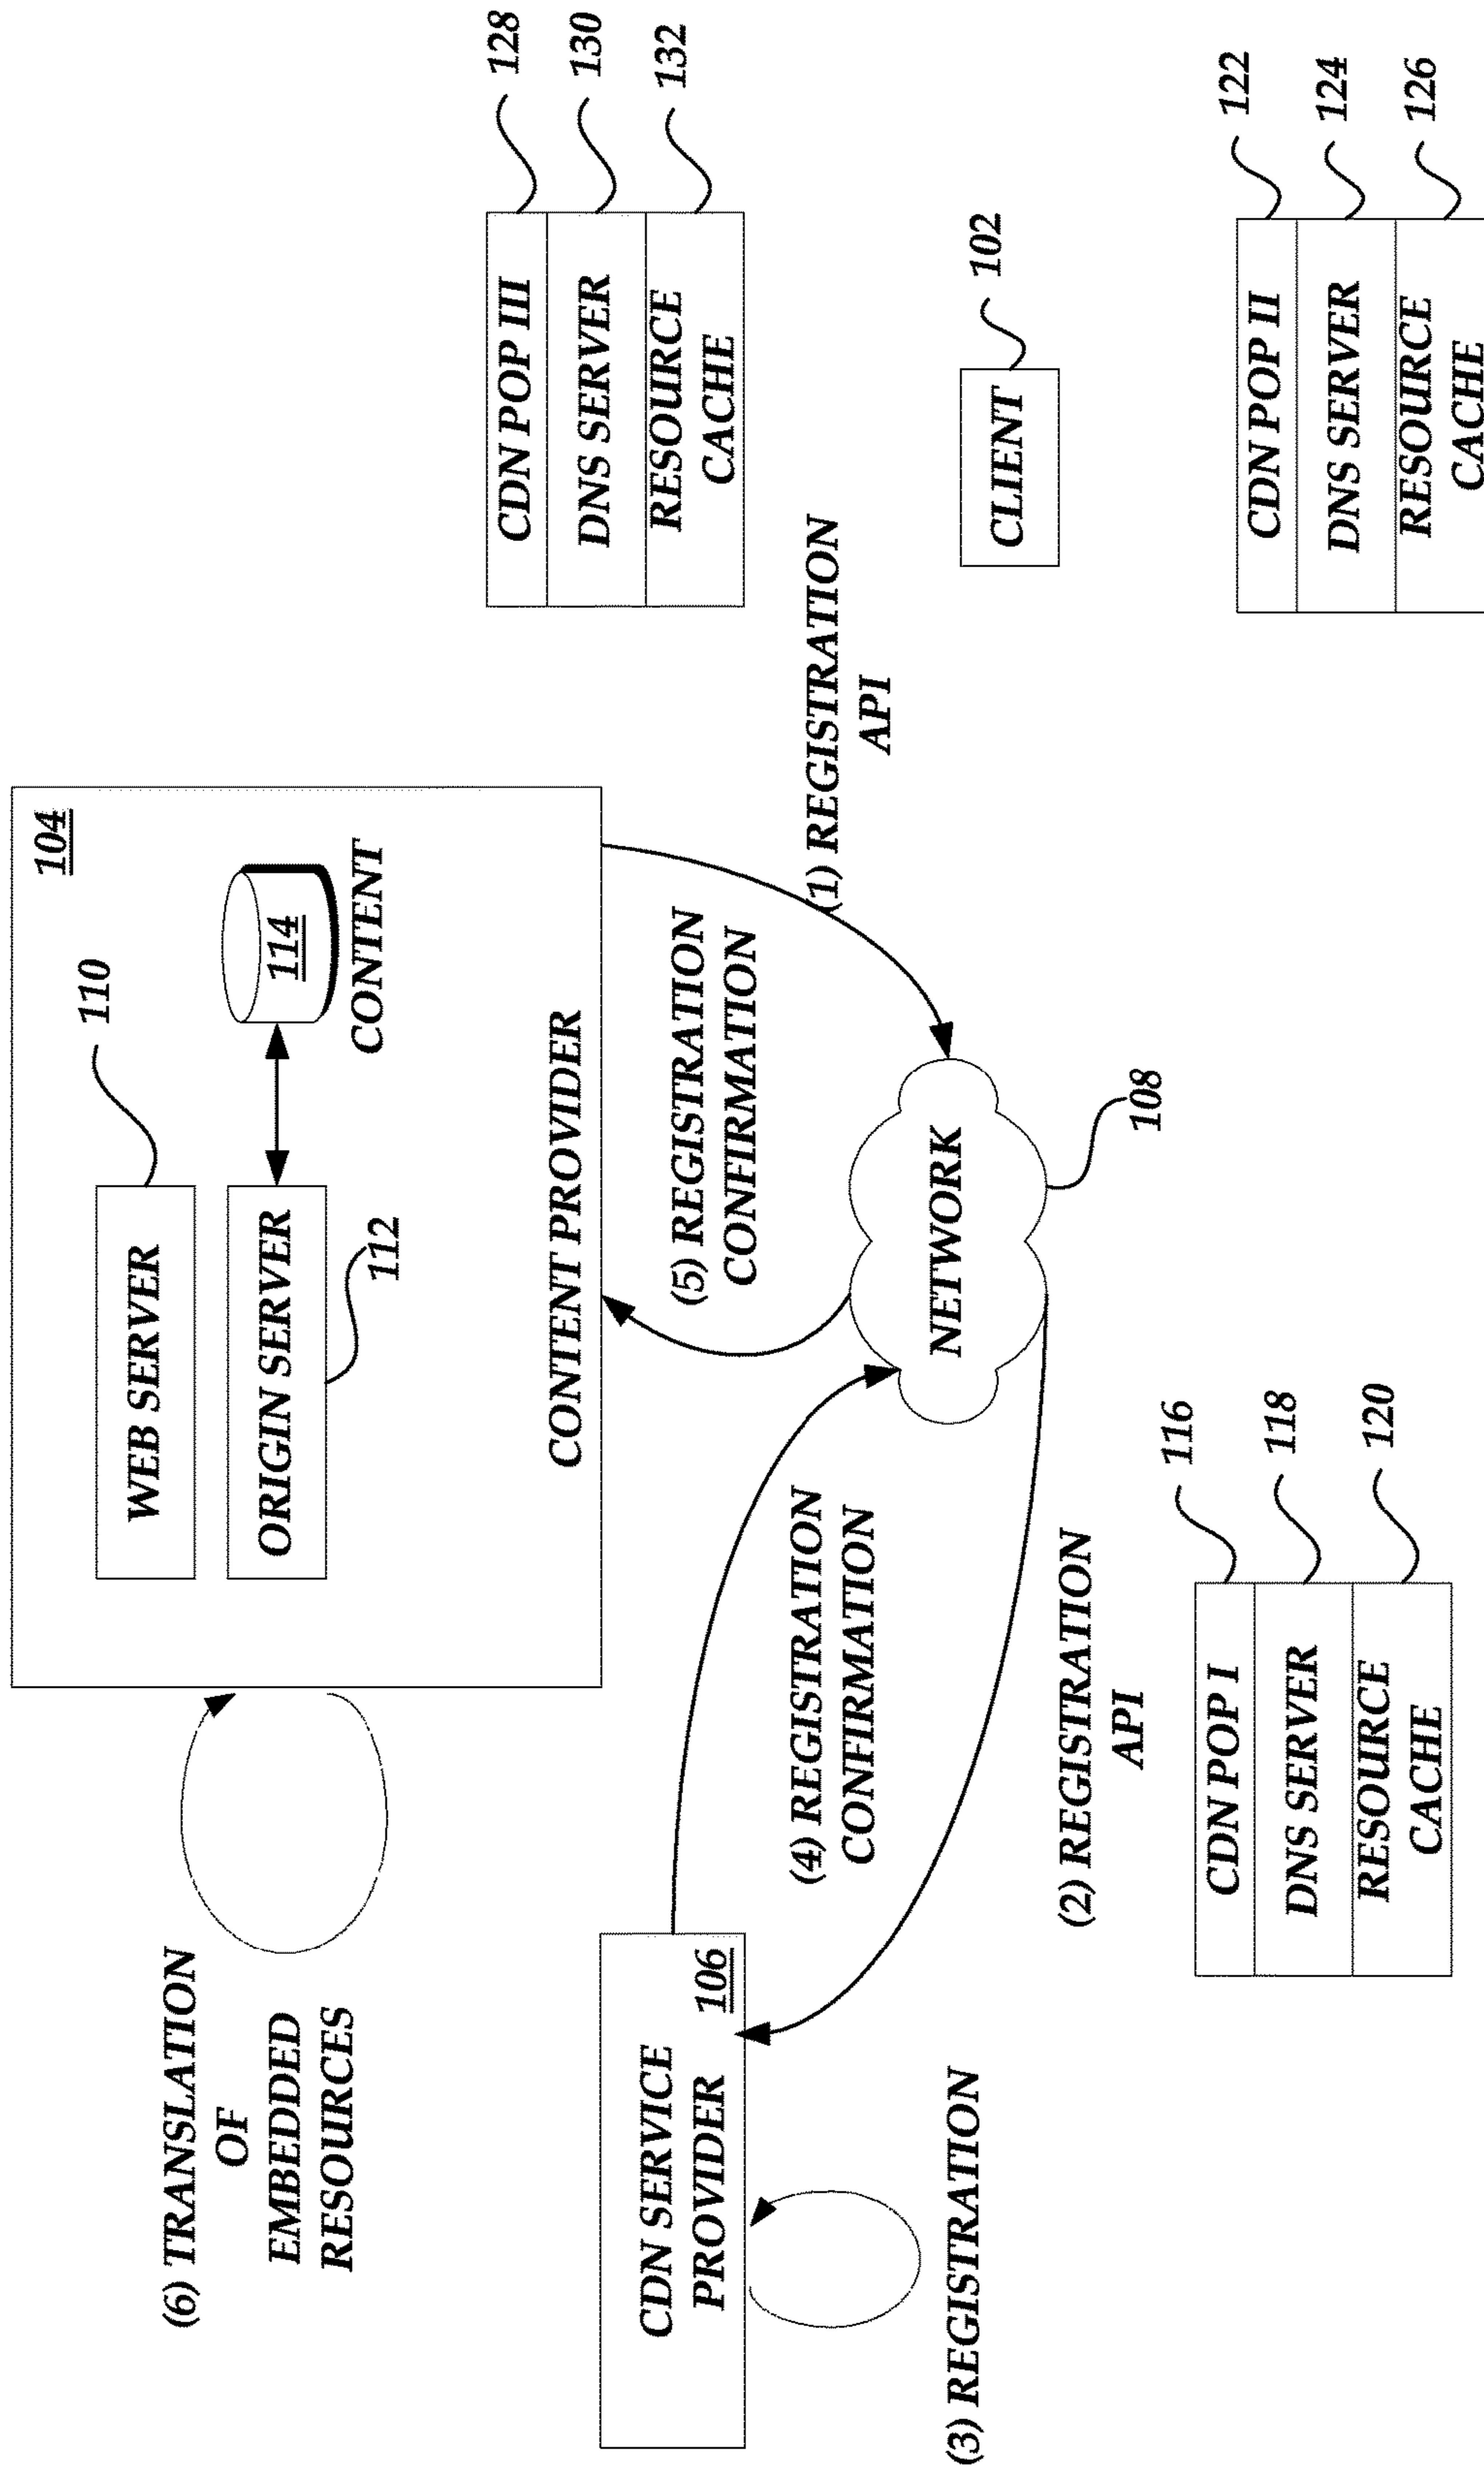 104
WEB SERVER
110
ORIGIN SERVER
112
114
CONTENT
CONTENT PROVIDER
(6) TRANSLATION
OF
EMBEDDED
RESOURCES
CDN SERVICE
PROVIDER
106
(3) REGISTRATION
(4) REGISTRATION
CONFIRMATION
(5) REGISTRATION
CONFIRMATION
NETWORK
108
(1) REGISTRATION
API
(2) REGISTRATION
API
CDN POP III
128
DNS SERVER
130
RESOURCE
CACHE
132
CLIENT
102
CDN POP I
116
DNS SERVER
118
RESOURCE
CACHE
120
CDN POP II
122
DNS SERVER
124
RESOURCE
CACHE
126